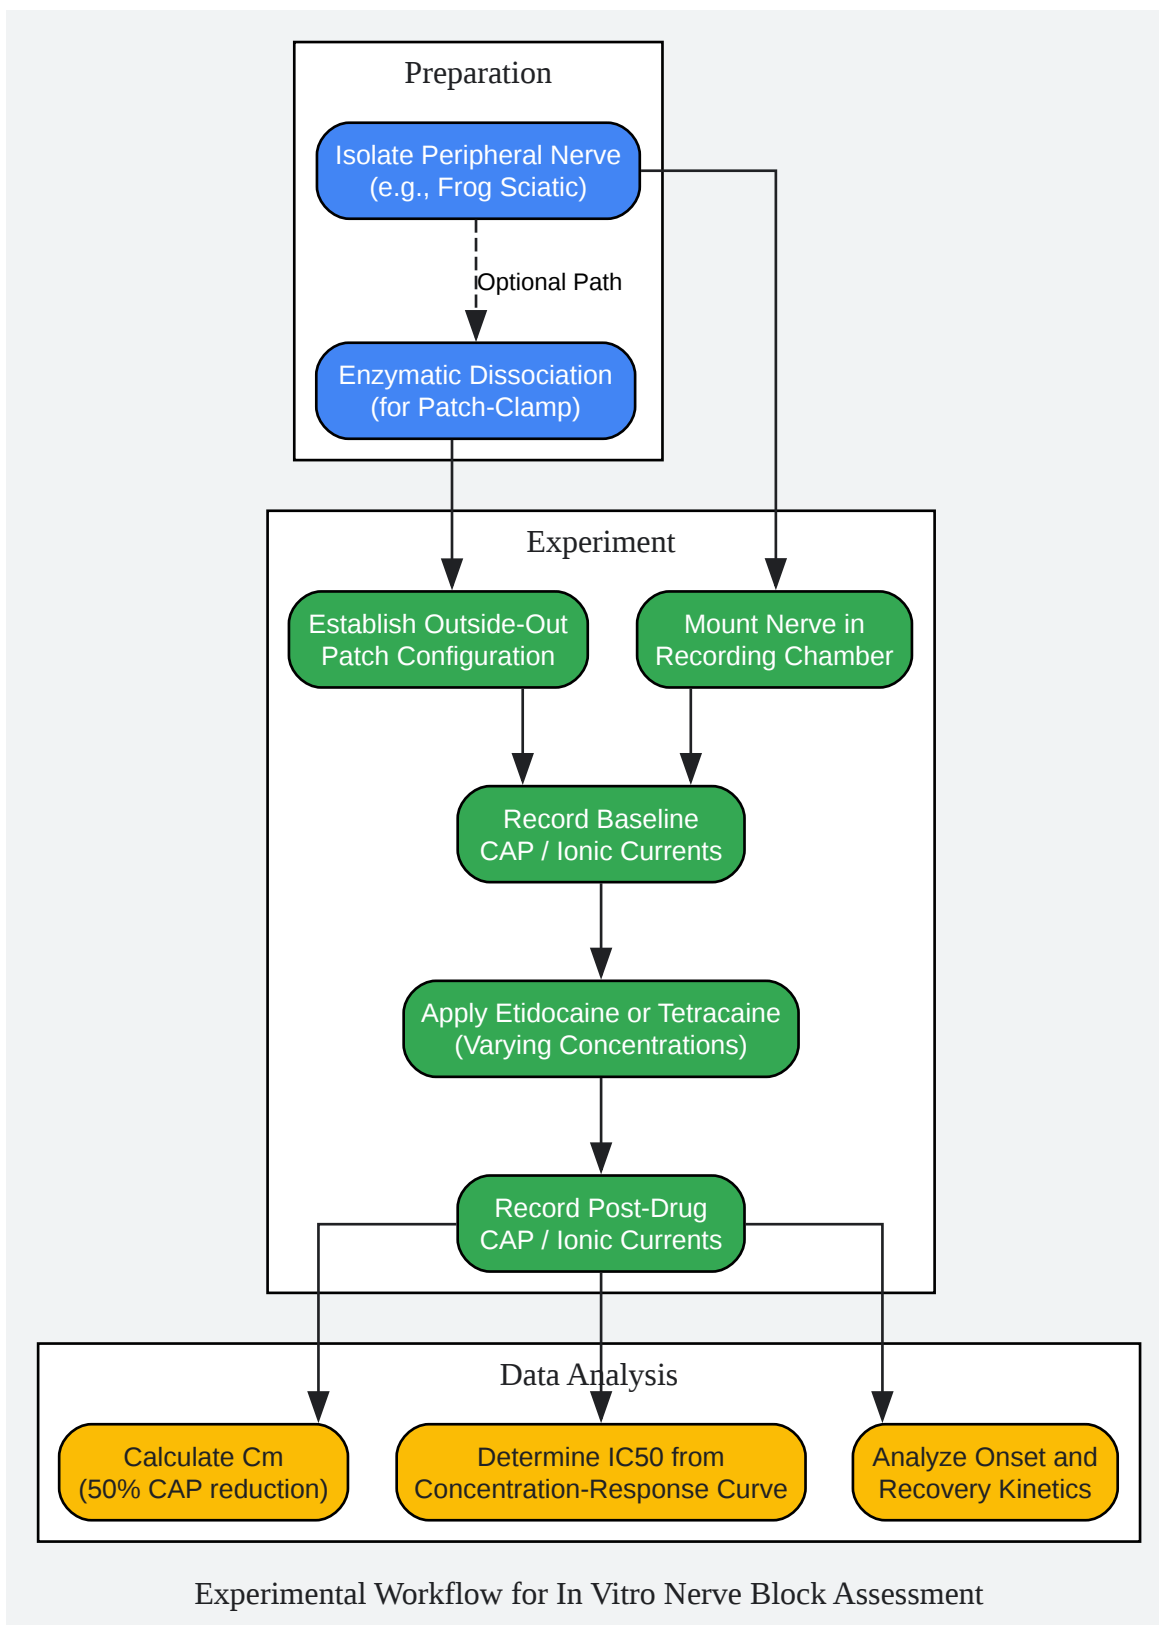 Preparation
Isolate Peripheral Nerve
(e.g., Frog Sciatic)
Optional Path
Enzymatic Dissociation
(for Patch-Clamp)
Experiment
Establish Outside-Out
Patch Configuration
Mount Nerve in
Recording Chamber
Record Baseline
CAP / Ionic Currents
Apply Etidocaine or Tetracaine
(Varying Concentrations)
Record Post-Drug
CAP / Ionic Currents
Data Analysis
Calculate Cm
(50% CAP reduction)
Determine IC50 from
Concentration-Response Curve
Analyze Onset and
Recovery Kinetics
Experimental Workflow for In Vitro Nerve Block Assessment